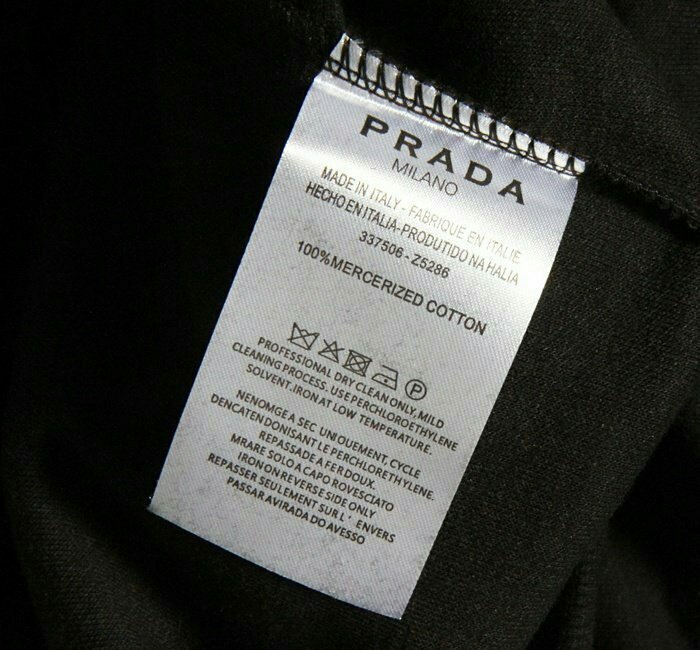 PRADA
MILANO
MADE IN ITALY - FABRIQUE EN ITALIE
HECHO EN ITALIA-PRODUTIDO NA HALIA
337506 - Z5286
100%MERCERIZED COTTON
P
PROFESSIONAL DRY CLEAN ONLY, MILD
CLEANING PROCESS, USE PERCHLOROETHYLENE
SOLVENT.IRON AT LOW TEMPERATURE.
NENOMGE A SEC UNIOUEMENT, CYCLE
DENCATENDONISANT LE PERCHLORETHYLENE.
REPASSADE A FER DOUX.
MRARE SOLO A CAPO ROVESCIATO
IRON ON REVERSE SIDE ONLY
REPASSER SEULEMENT SUR L' ENVERS
PASSAR AVIRADA DO AVESSO